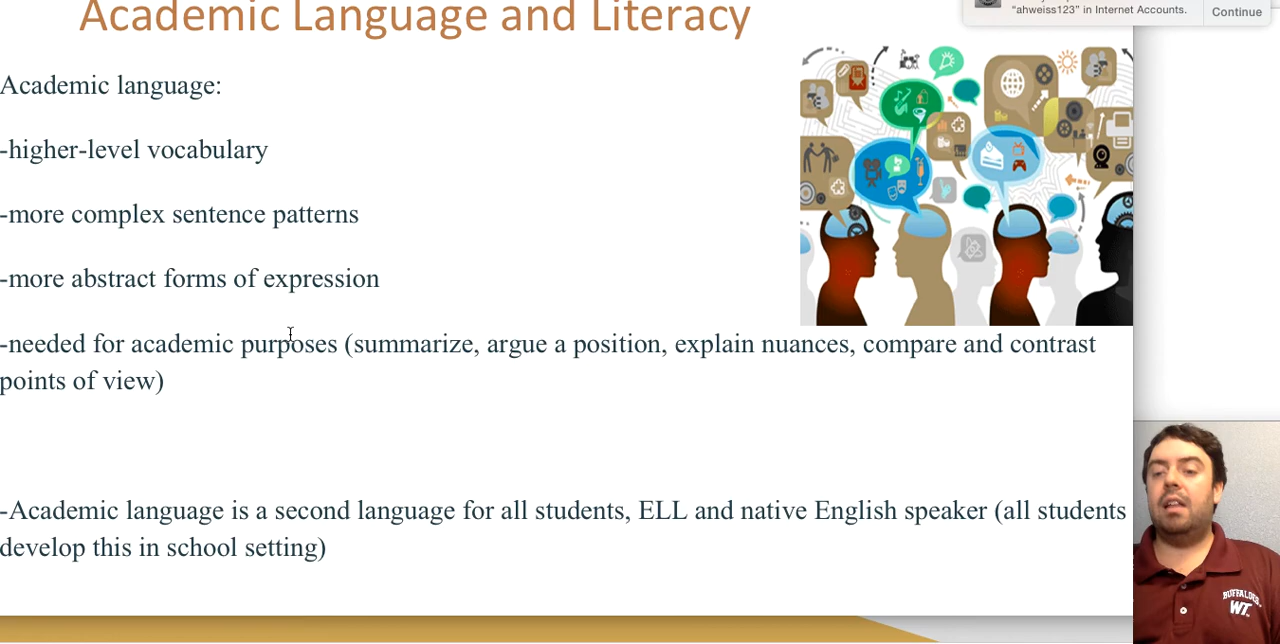 Academic Language and Literacy
"ahweiss123" in Internet Accounts.
Continue
Academic language:
-higher-level vocabulary
-more complex sentence patterns
-more abstract forms of expression
-needed for academic purposes (summarize, argue a position, explain nuances, compare and contrast
points of view)
-Academic language is a second language for all students, ELL and native English speaker (all students
develop this in school setting)
BUFFALOES
WT